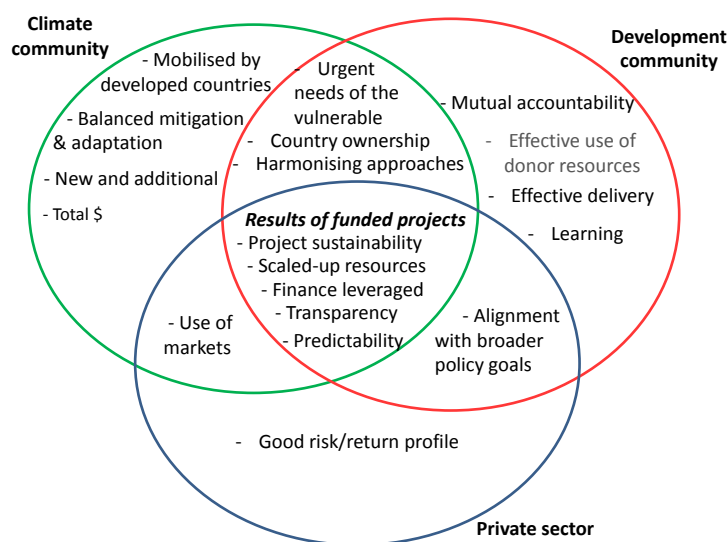 Climate
community
- Mobilised by
developed countries
- Balanced mitigation
& adaptation
- New and additional
- Total $
- Urgent
needs of the
vulnerable
- Country ownership
- Harmonising approaches
Development
community
- Mutual accountability
- Effective use of
donor resources
- Effective delivery
- Learning
Results of funded projects
- Project sustainability
- Scaled-up resources
- Finance leveraged
- Transparency
- Predictability
- Use of
markets
- Alignment
with broader
policy goals
- Good risk/return profile
Private sector